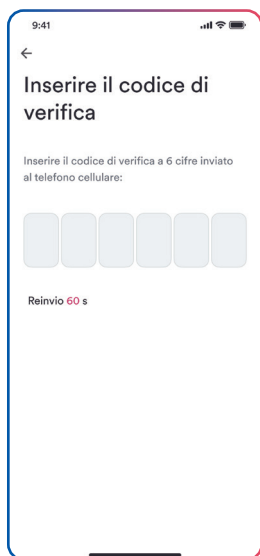 9:41
Inserire il codice di
verifica
Inserire il codice di verifica a 6 cifre inviato
al telefono cellulare:
Reinvio 60 s